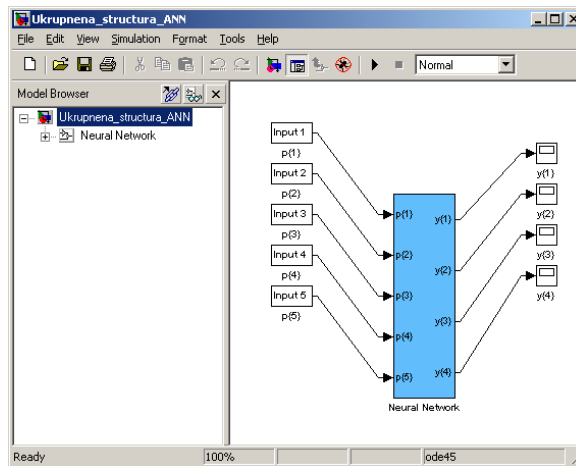 Ukrupnena_structura_ANN
File Edit View Simulation Format Tools Help
Normal
Model Browser
Ukrupnena_structura_ANN
Neural Network
Input 1
p{1}
Input 2
p{2}
Input 3
p{3}
Input 4
p{4}
Input 5
p{5}
p{1} y{1}
p{2} y{2}
p{3} y{3}
p{4} y{4}
p{5}
Neural Network
y{1}
y{2}
y{3}
y{4}
Ready 100% ode45